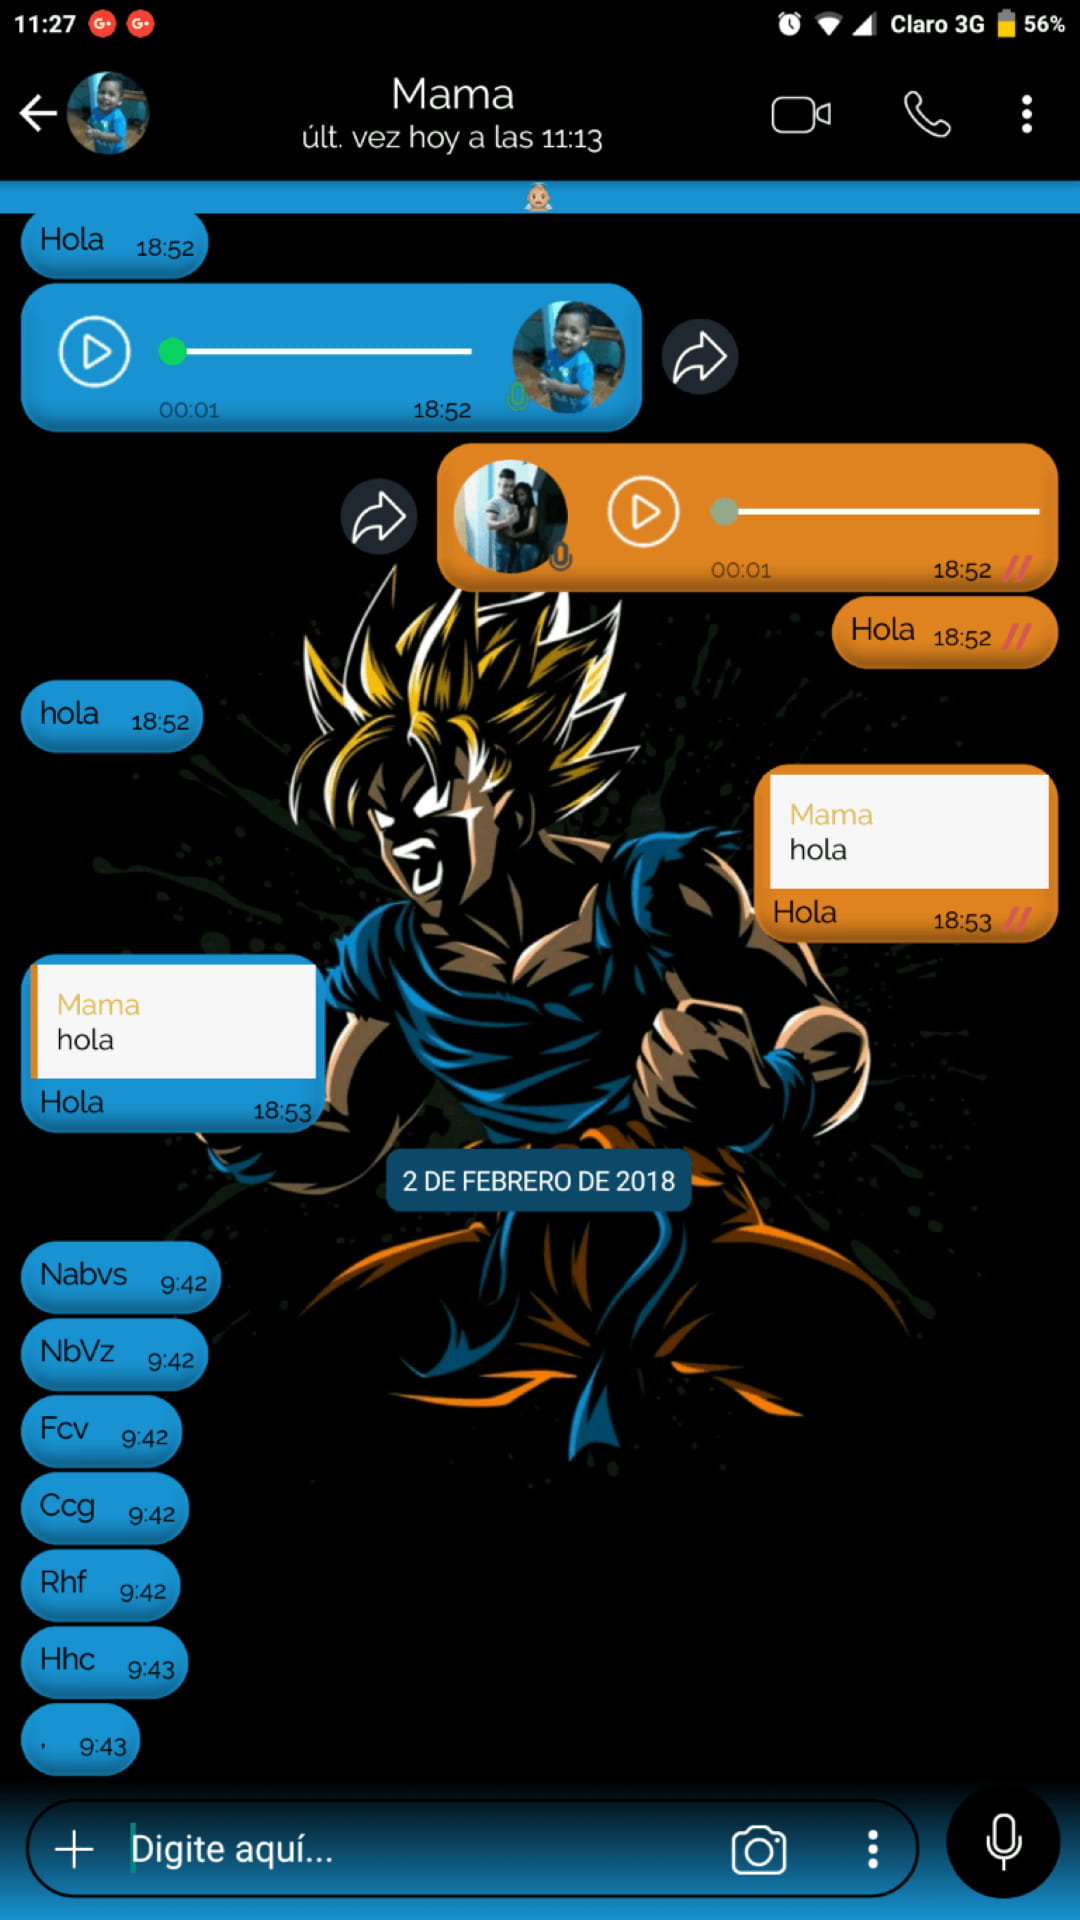 11:27 G+ G+ Claro 3G 56%
Mama
últ. vez hoy a las 11:13
Hola 18:52
00:01 18:52
00:01 18:52
Hola 18:52
hola 18:52
Mama
hola
Hola 18:53
Mama
hola
Hola 18:53
2 DE FEBRERO DE 2018
Nabvs 9:42
NbVz 9:42
Fcv 9:42
Ccg 9:42
Rhf 9:42
Hhc 9:43
, 9:43
Digite aquí...